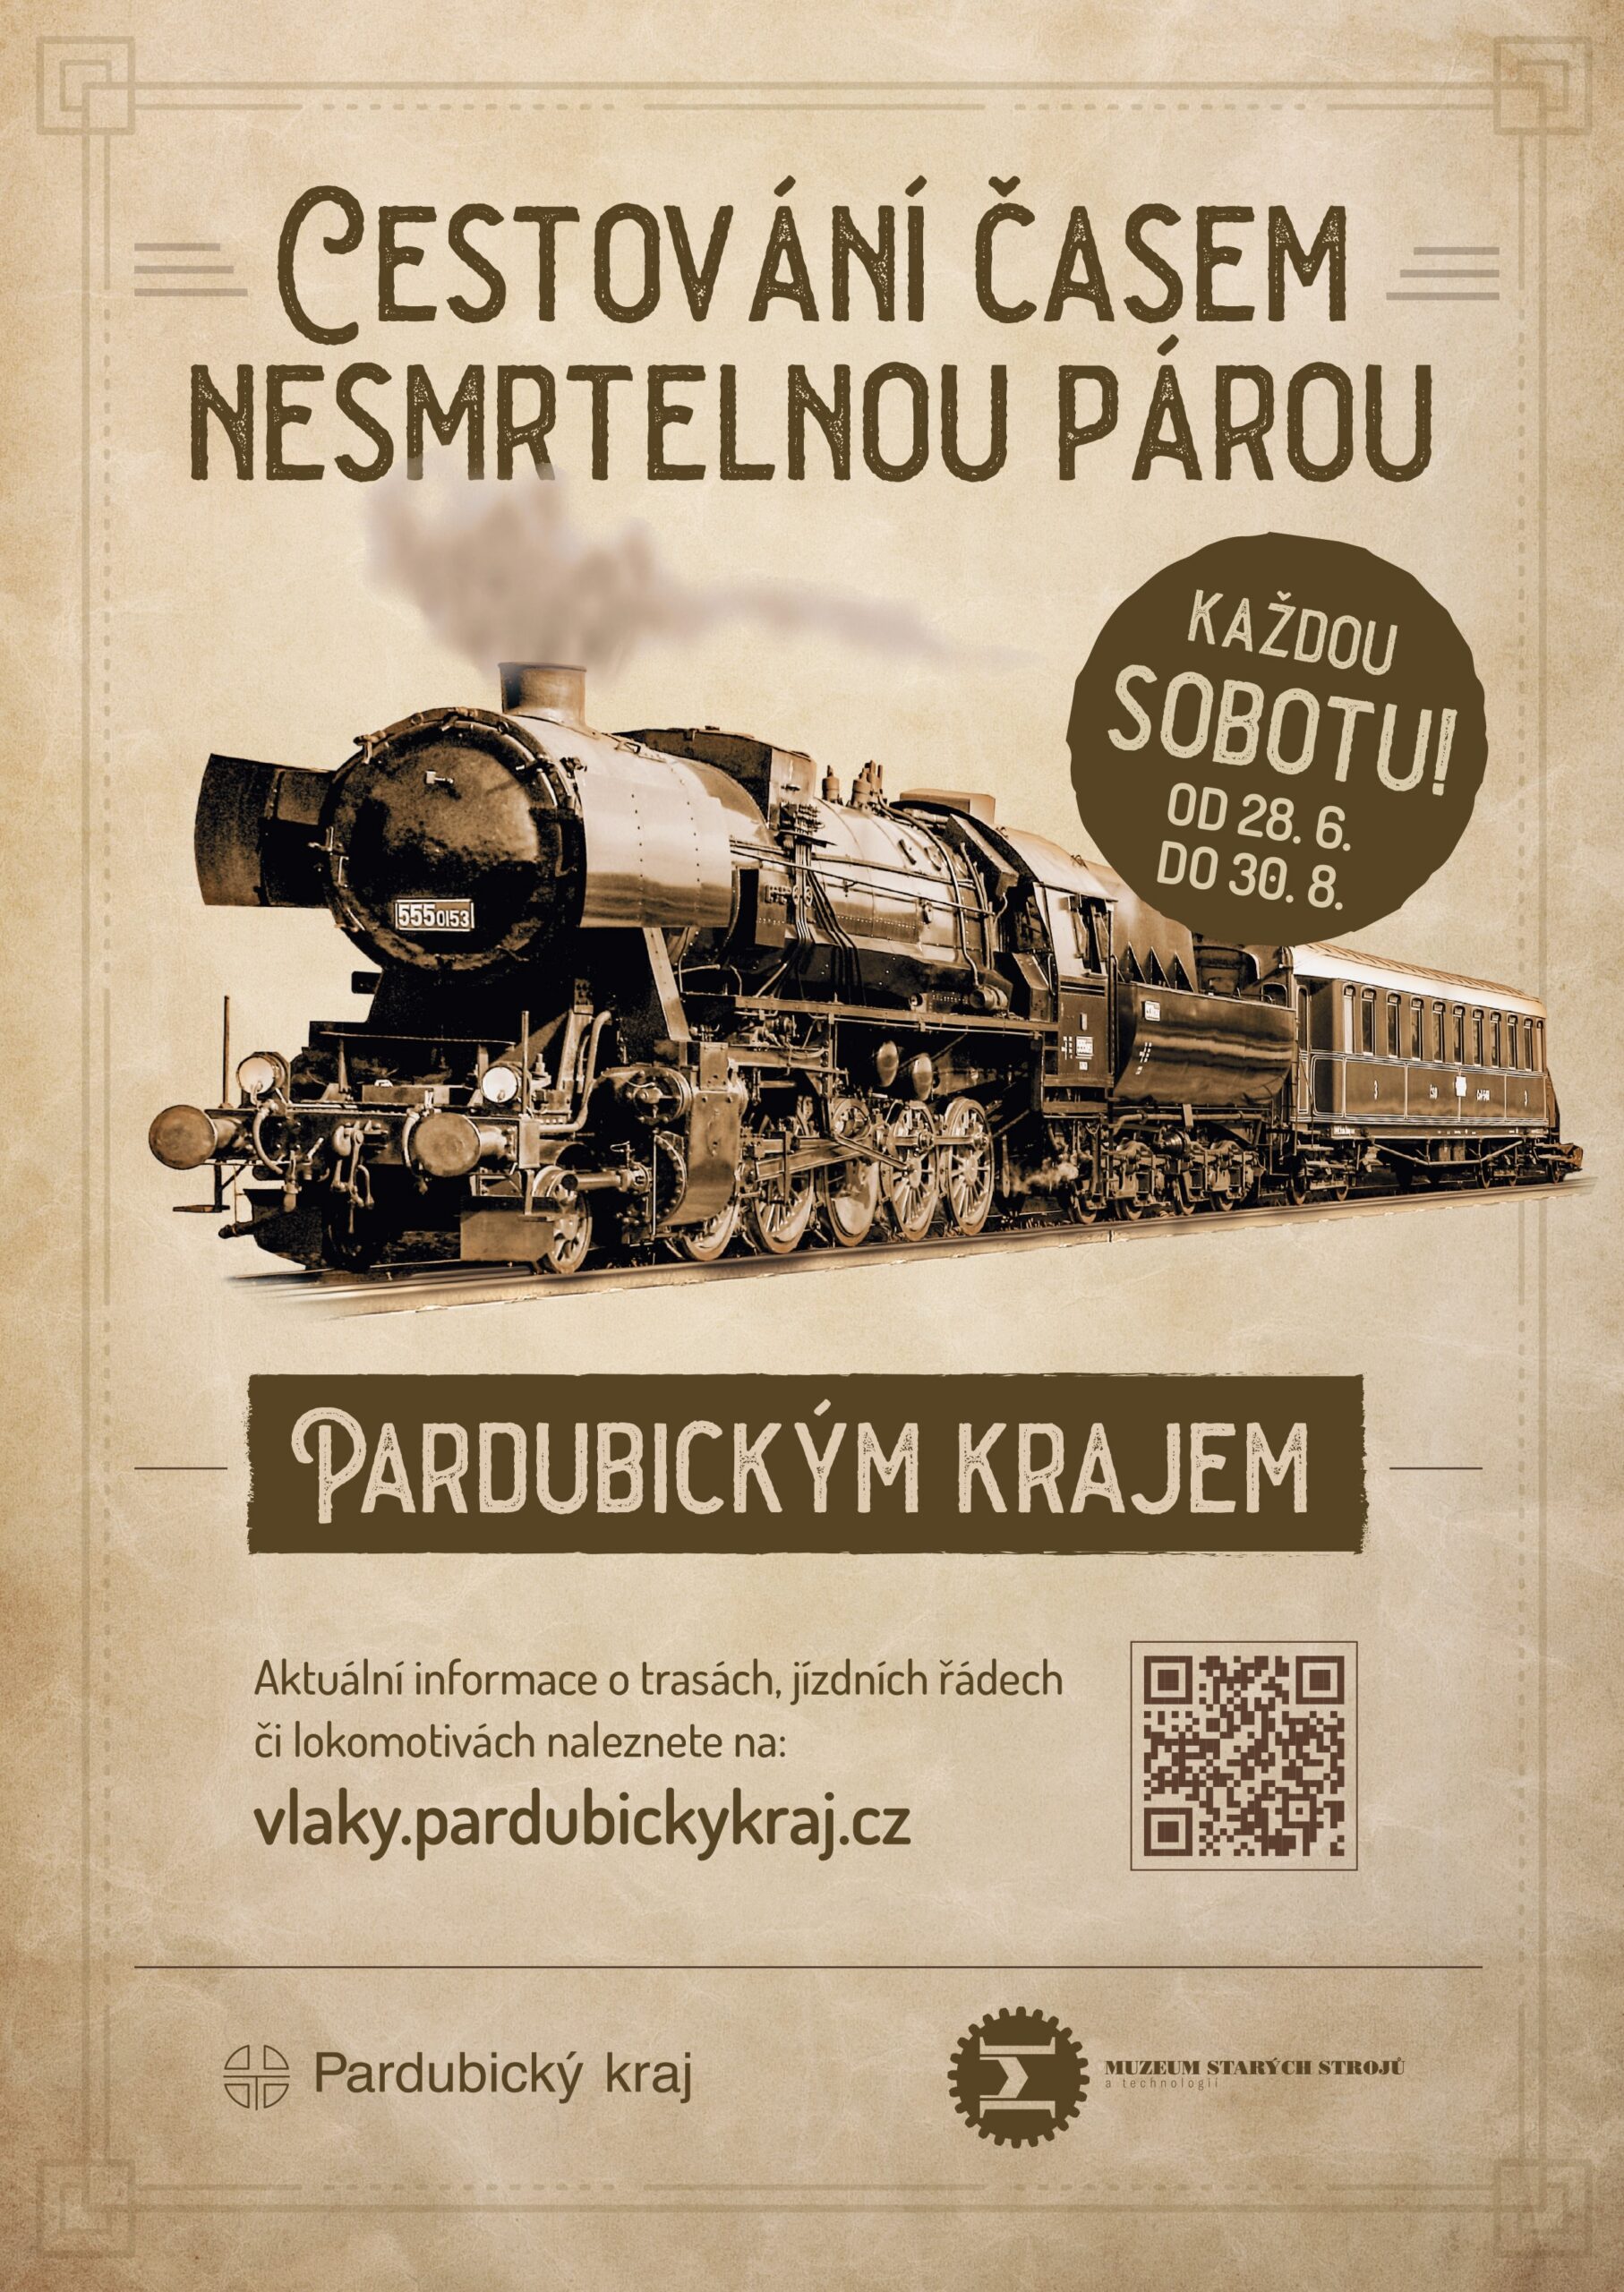 CESTOVÁNÍ ČASEM
NESMRTELNOU PÁROU
KAŽDOU
SOBOTU!
OD 28. 6.
DO 30. 8.
555 0153
PARDUBICKÝM KRAJEM
Aktuální informace o trasách, jízdních řádech
či lokomotivách naleznete na:
vlaky.pardubickykraj.cz
Pardubický kraj
MUZEUM STARÝCH STROJŮ
a technologií